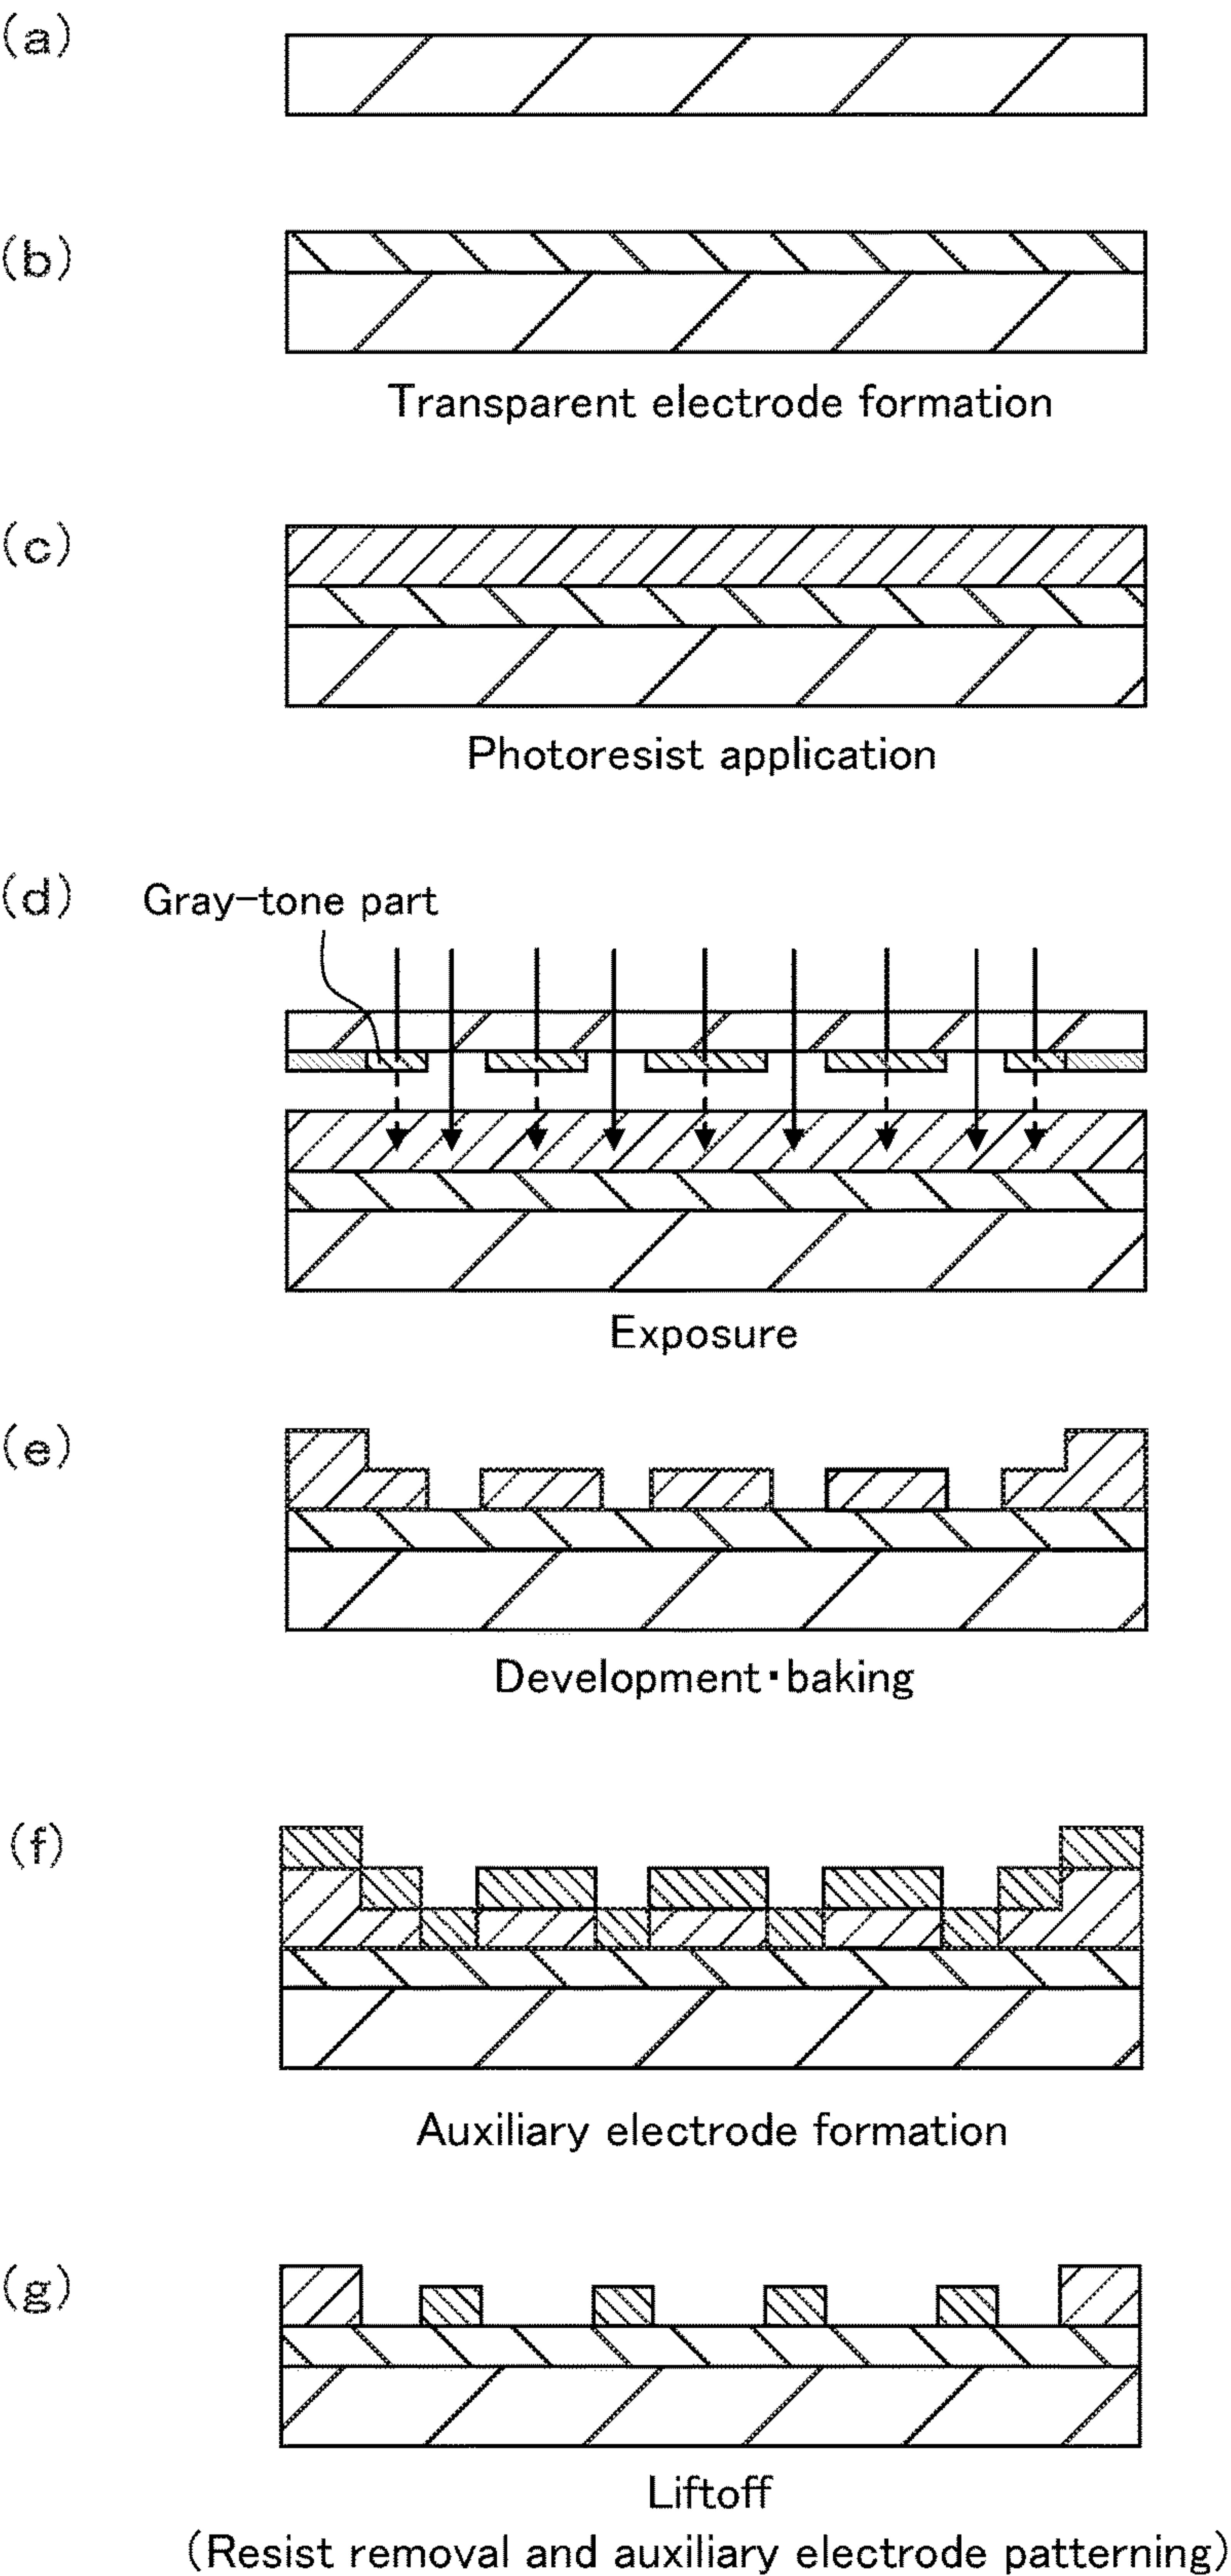 (a)
(b)
Transparent electrode formation
(c)
Photoresist application
(d)
Gray-tone part
Exposure
(e)
Development・baking
(f)
Auxiliary electrode formation
(g)
Liftoff
(Resist removal and auxiliary electrode patterning)